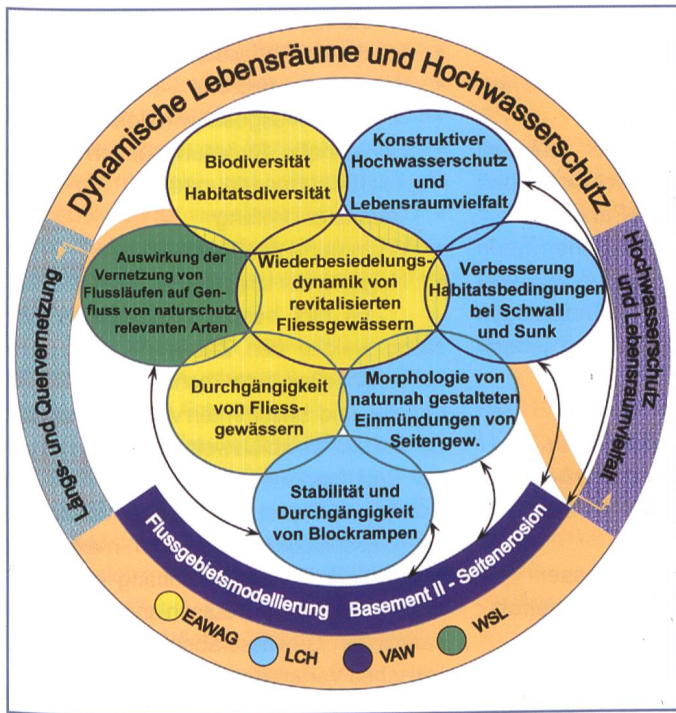 Dynamische Lebensräume und Hochwasserschutz
Biodiversität
Habitatsdiversität
Konstruktiver
Hochwasserschutz
und
Lebensraumvielfalt
Längs- und Quervernetzung
Auswirkung der
Vernetzung von
Flussläufen auf Gen-
fluss von naturschutz-
relevanten Arten
Wiederbesiedelungs-
dynamik von
revitalisierten
Fliessgewässern
Verbesserung
Habitatsbedingungen
bei Schwall
und Sunk
Hochwasserschutz
und Lebensraumvielfalt
Durchgängigkeit
von Fliess-
gewässern
Morphologie von
naturnah gestalteten
Einmündungen von
Seitengew.
Stabilität und
Durchgängigkeit
von Blockrampen
Flussgebietsmodellierung Basement II - Seitenerosion
EAWAG
LCH
VAW
WSL